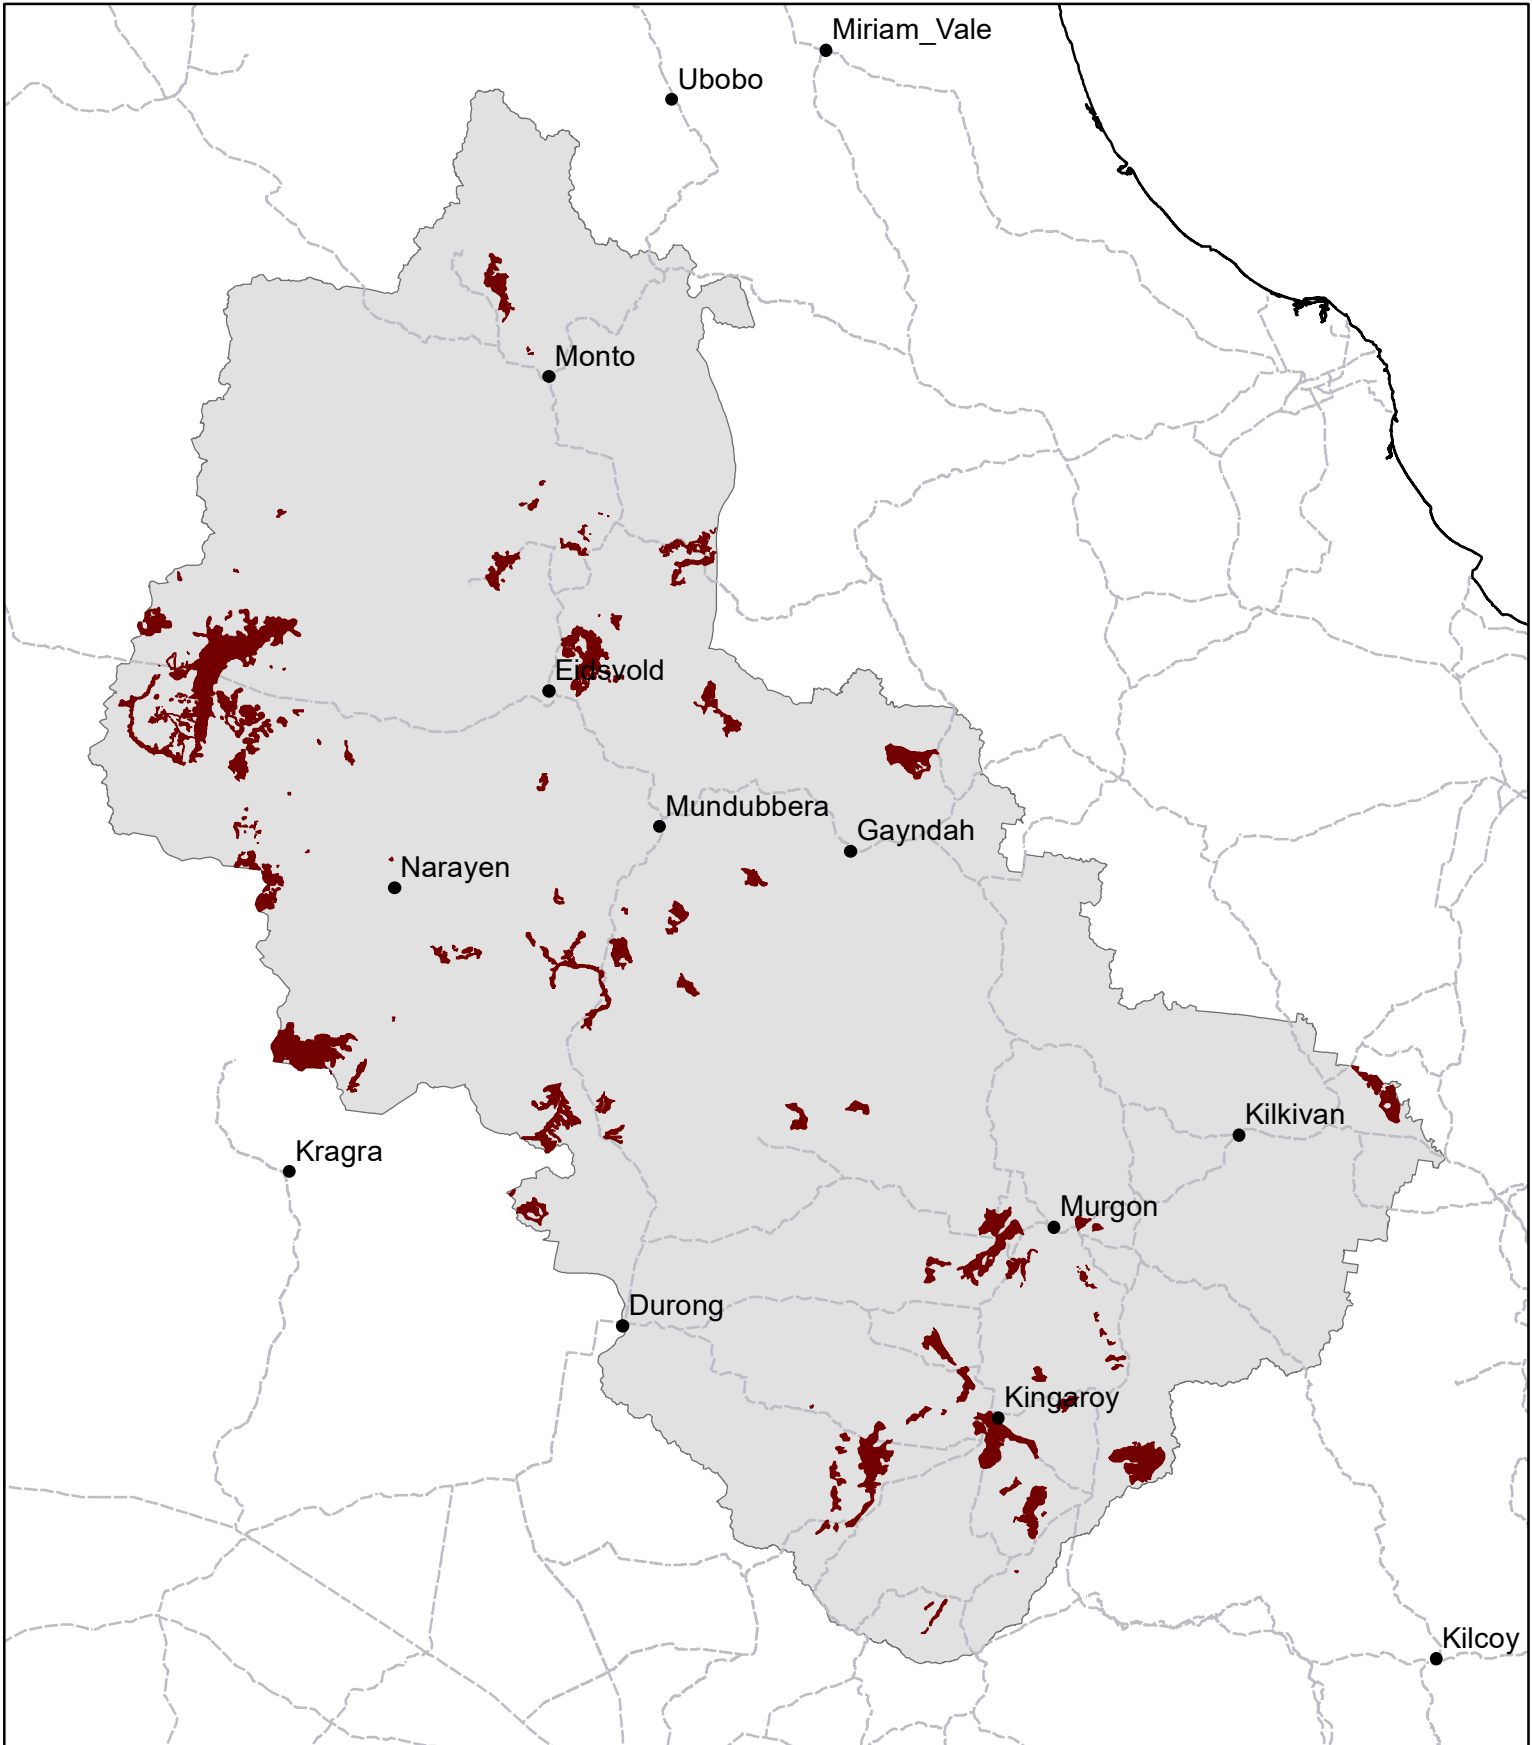 Miriam_Vale
Ubobo
Monto
Eidsvold
Mundubbera
Gayndah
Narayen
Kilkivan
Kragra
Murgon
Durong
Kingaroy
Kilcoy